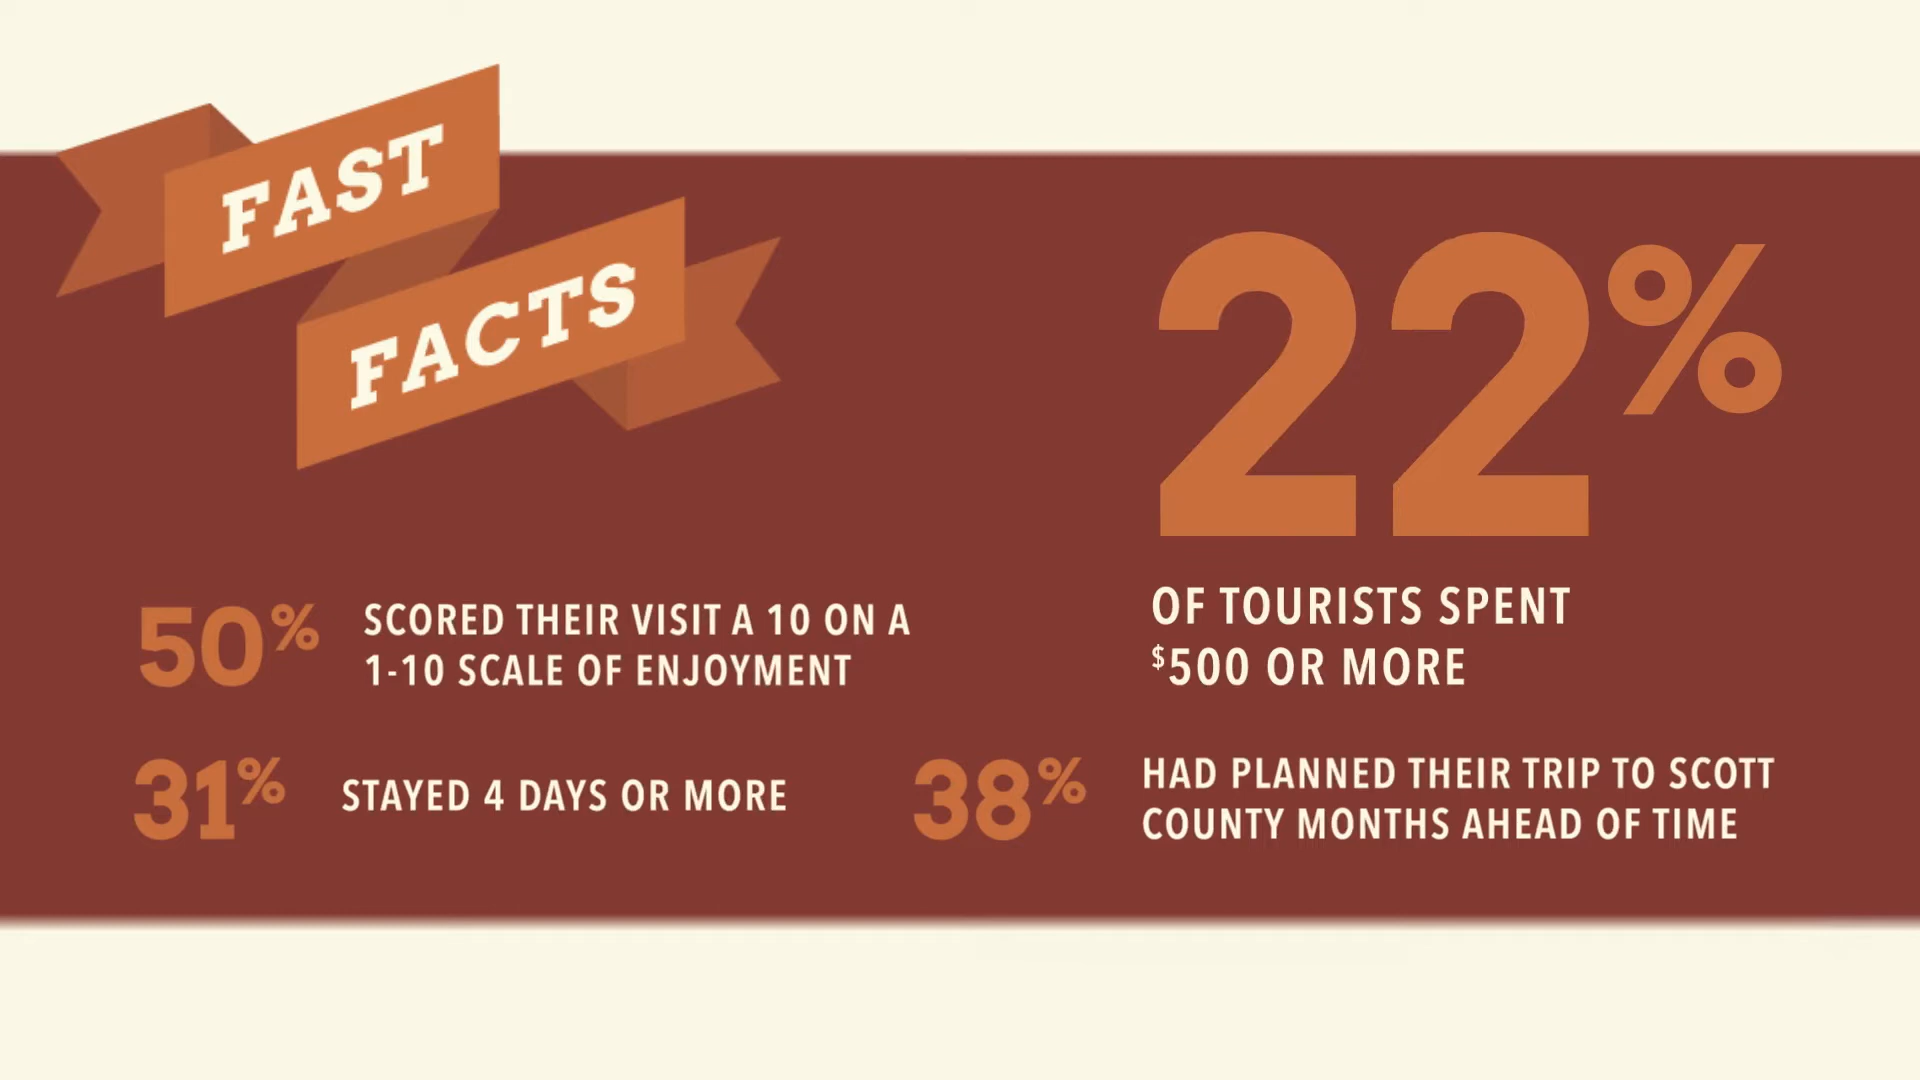 FAST
FACTS
22%
OF TOURISTS SPENT
$500 OR MORE
50%
SCORED THEIR VISIT A 10 ON A
1-10 SCALE OF ENJOYMENT
31%
STAYED 4 DAYS OR MORE
38%
HAD PLANNED THEIR TRIP TO SCOTT
COUNTY MONTHS AHEAD OF TIME